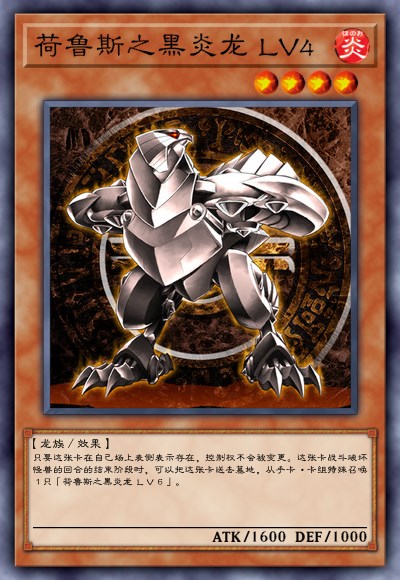 荷鲁斯之黑炎龙 LV4
ほのお
炎
【龙族／效果】
只要这张卡在自己场上表侧表示存在，控制权不会被变更。这张卡战斗破坏
怪兽的回合的结束阶段时，可以把这张卡送去墓地，从手卡・卡组特殊召唤
１只「荷鲁斯之黑炎龙 ＬＶ６」。
ATK/1600 DEF/1000